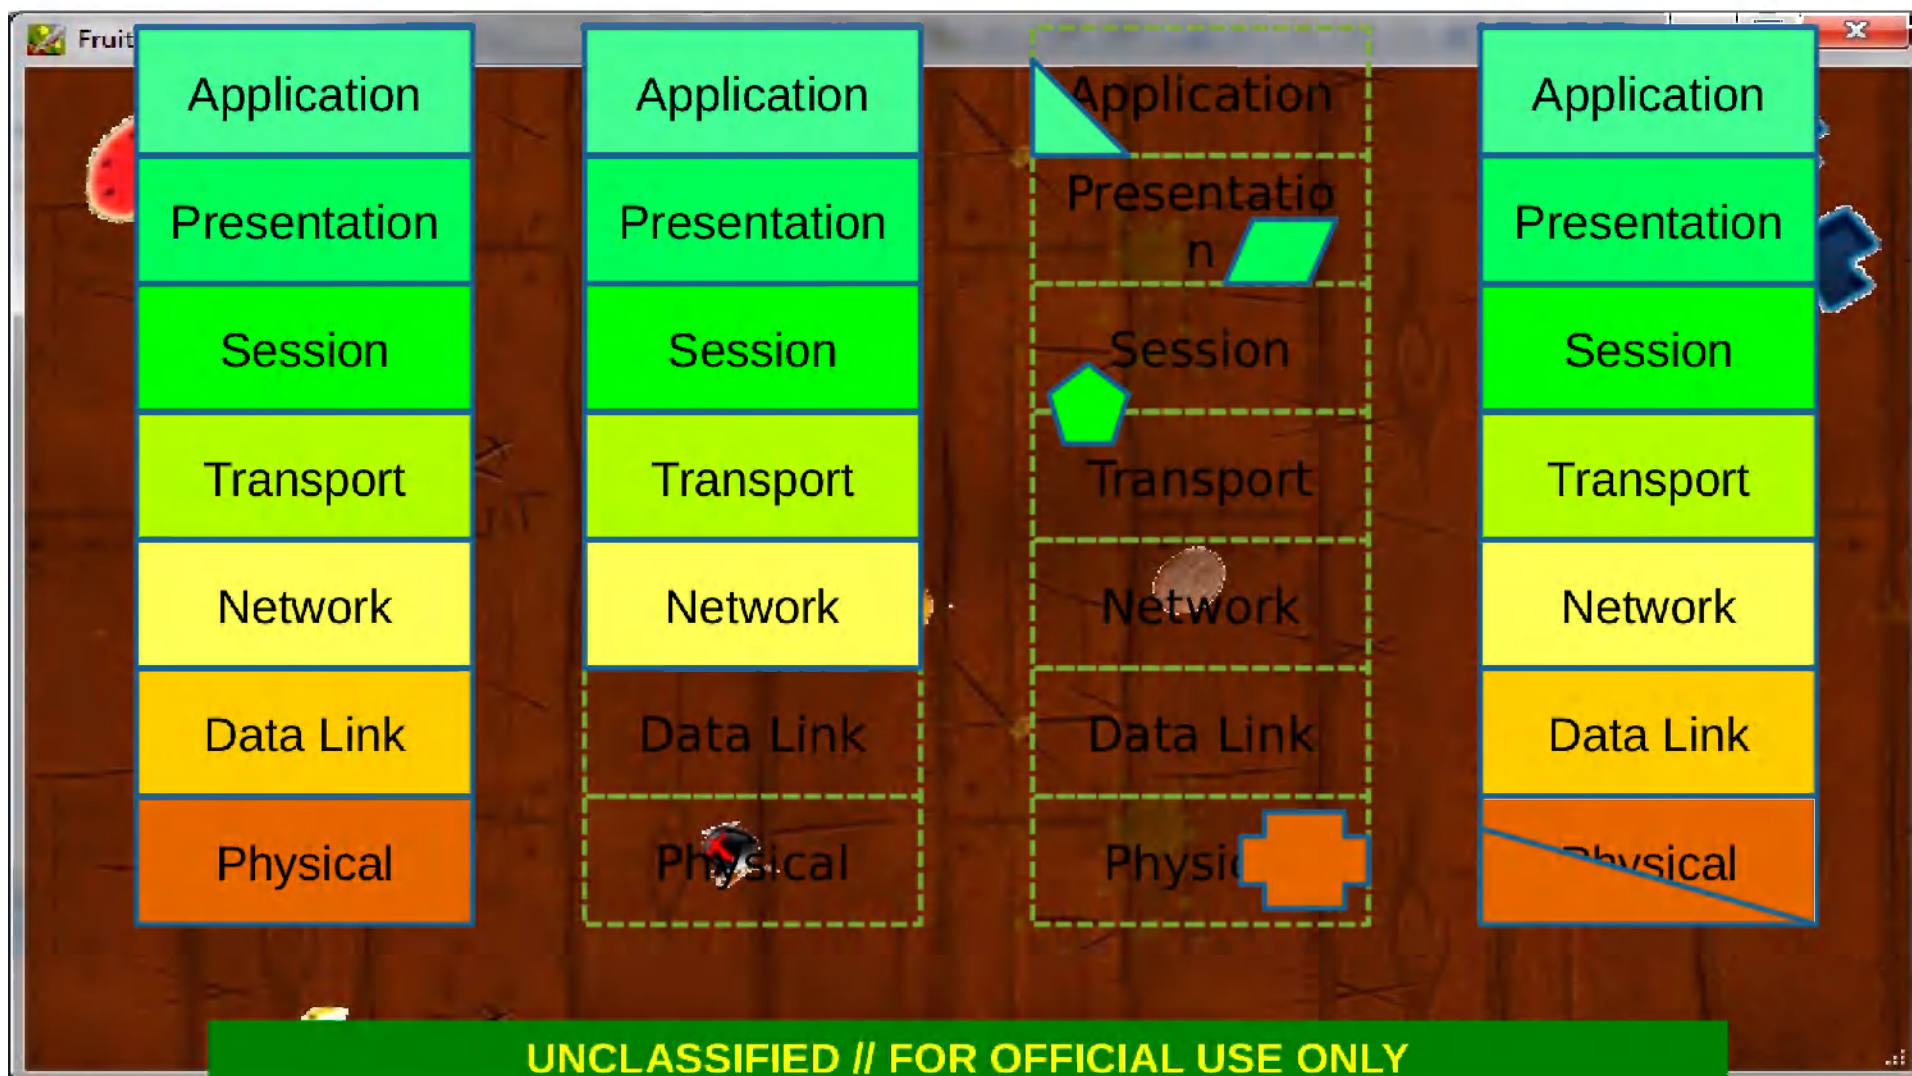 Fruit
Application
Presentation
Session
Transport
Network
Data Link
Physical
Application
Presentation
Session
Transport
Network
Data Link
Physical
Application
Presentatio
n
Session
Transport
Network
Data Link
Physic
Application
Presentation
Session
Transport
Network
Data Link
Physical
UNCLASSIFIED // FOR OFFICIAL USE ONLY